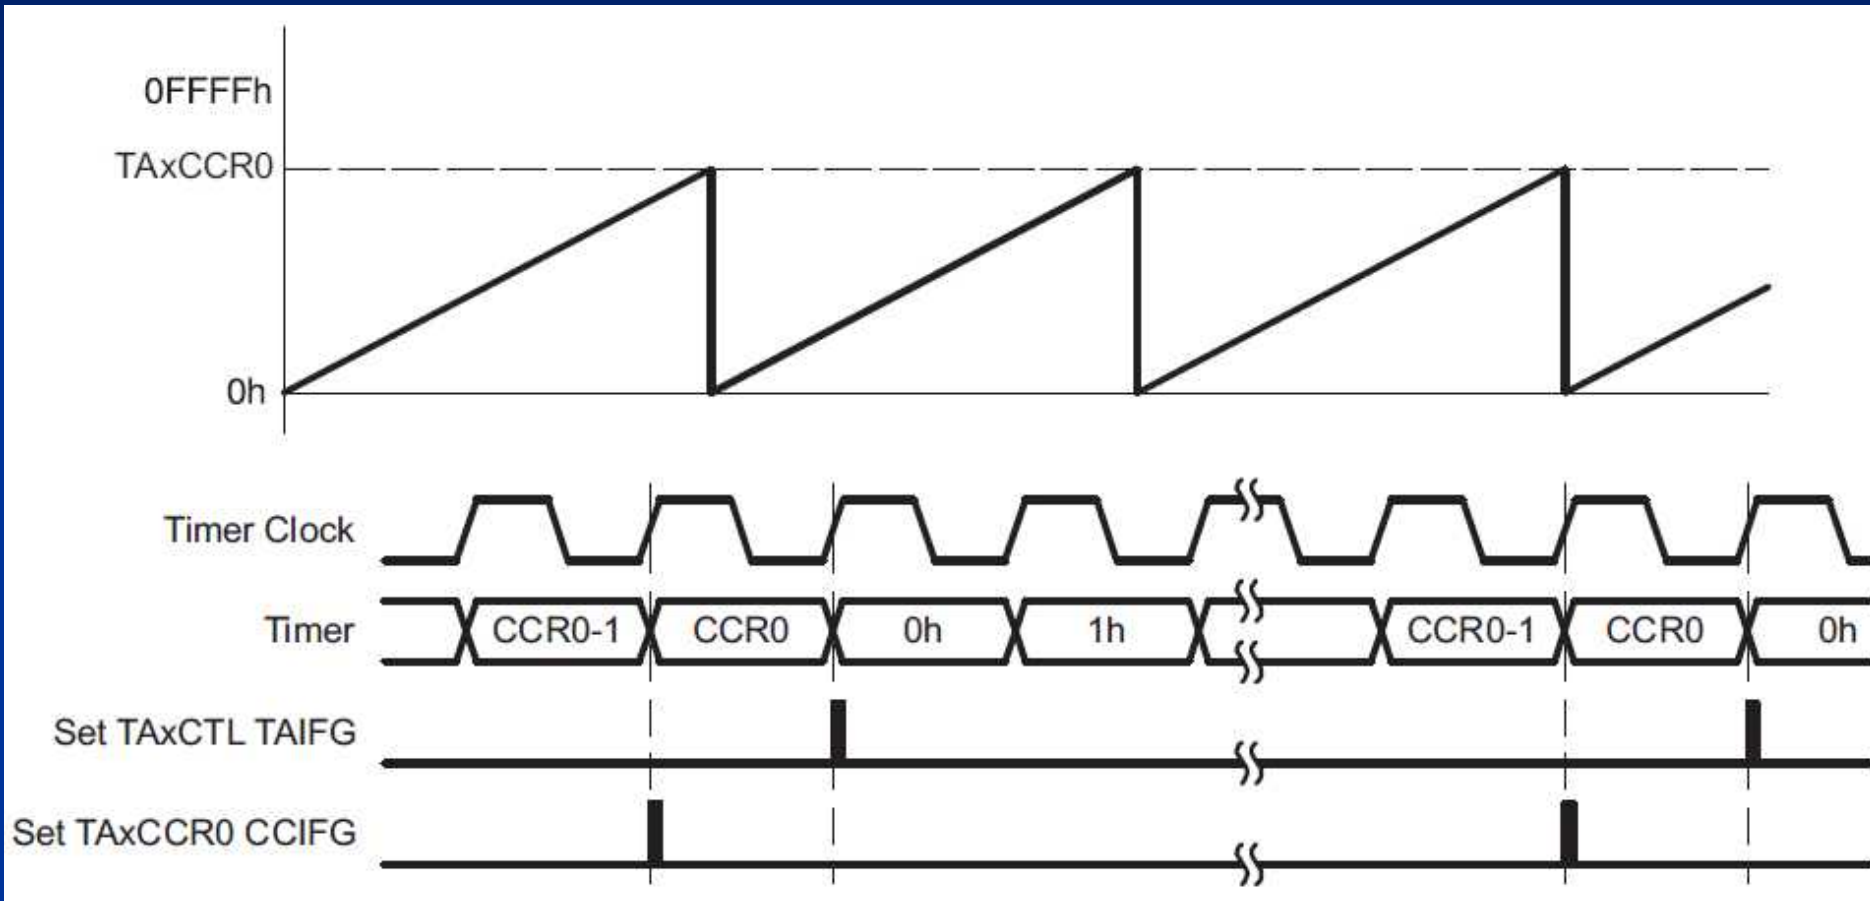 0FFFFh
TAxCCR0
0h
Timer Clock
Timer CCR0-1 CCR0 0h 1h CCR0-1 CCR0 0h
Set TAxCTL TAIFG
Set TAxCCR0 CCIFG